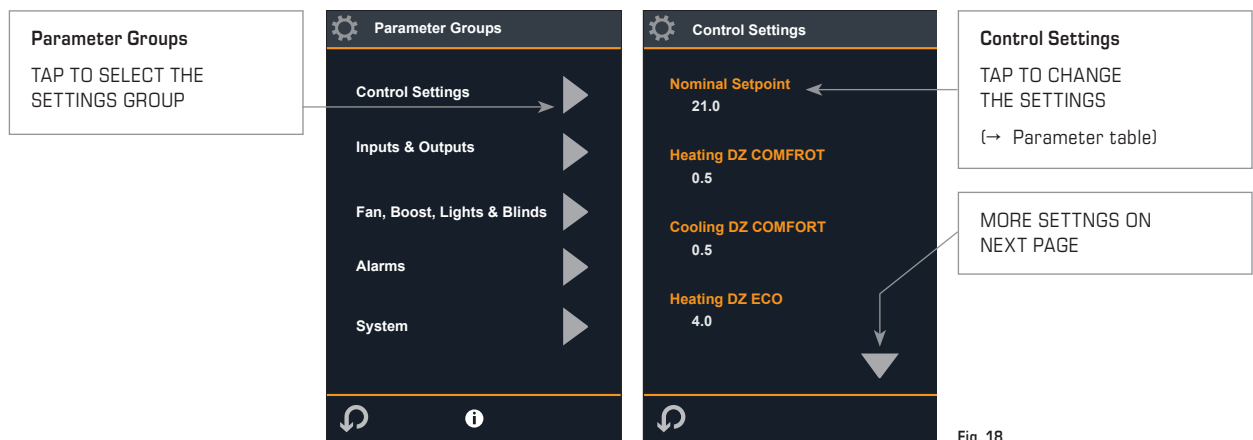 Parameter Groups
TAP TO SELECT THE
SETTINGS GROUP
Parameter Groups
Control Settings
Inputs & Outputs
Fan, Boost, Lights & Blinds
Alarms
System
i
Control Settings
Nominal Setpoint
21.0
Heating DZ COMFROT
0.5
Cooling DZ COMFORT
0.5
Heating DZ ECO
4.0
Control Settings
TAP TO CHANGE
THE SETTINGS
(→ Parameter table)
MORE SETTNGS ON
NEXT PAGE
Fig. 18